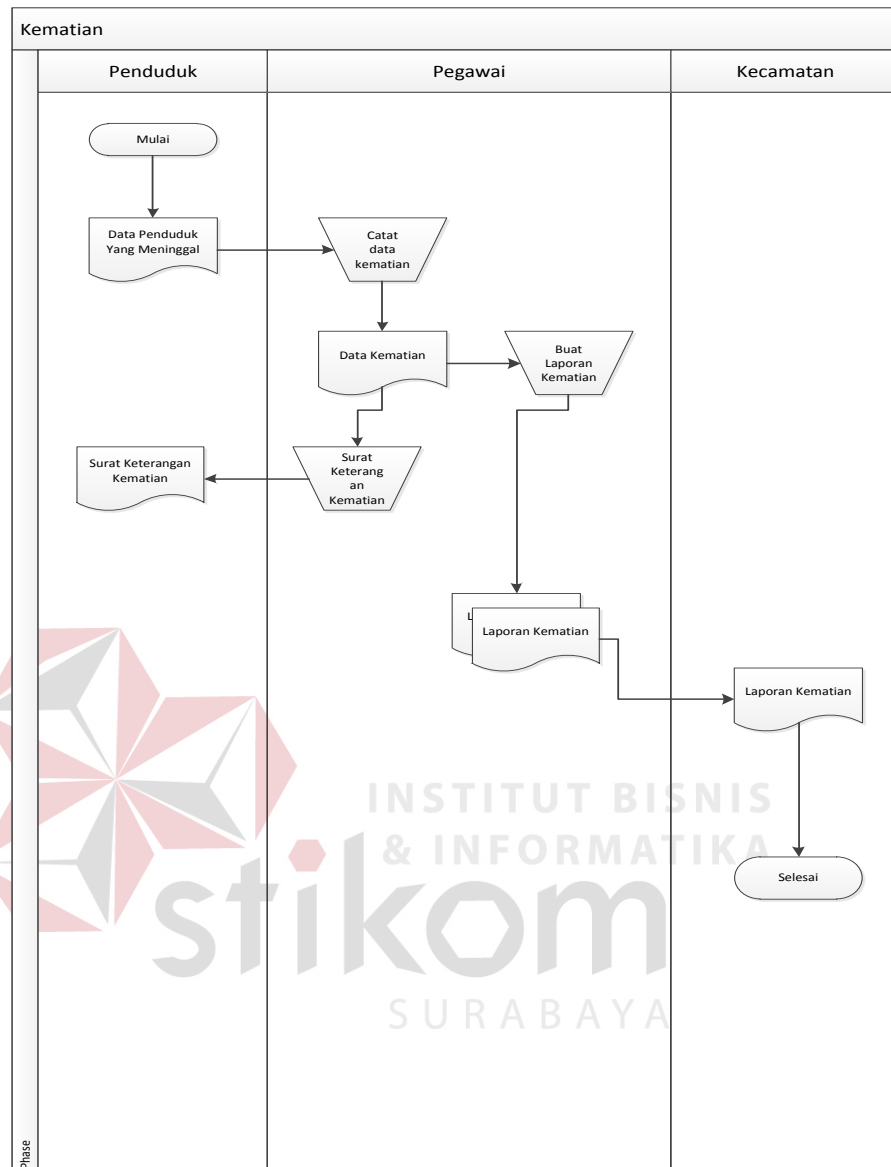 Kematian
Penduduk
Pegawai
Kecamatan
Mulai
Data Penduduk
Yang Meninggal
Catat
data
kematian
Data Kematian
Buat
Laporan
Kematian
Surat Keterangan
Kematian
Surat
Keterang
an
Kematian
L
Laporan Kematian
Laporan Kematian
Selesai
INSTITUT BISNIS
& INFORMATIKA
stikom
SURABAYA
Phase